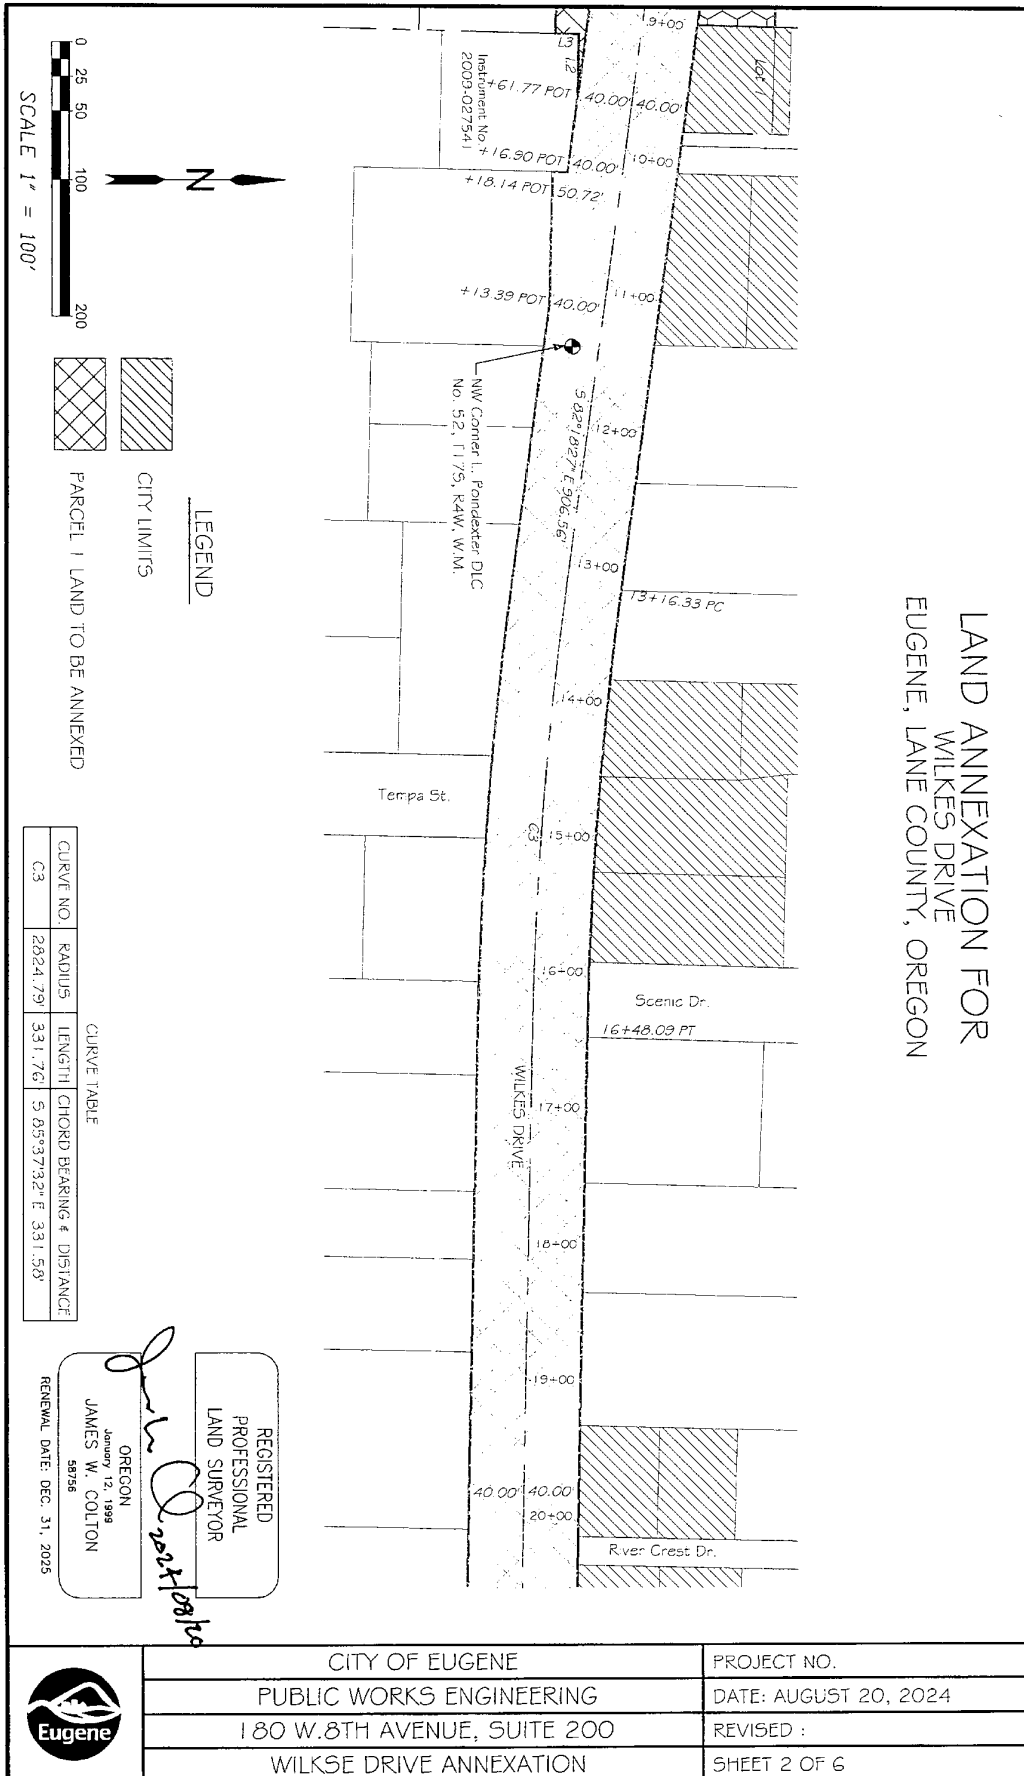 LAND ANNEXATION FOR
WILKES DRIVE
EUGENE, LANE COUNTY, OREGON
9+00
LOT 1
L3
L2
Instrument No.
2009-027541
+61.77 POT
40.00'
40.00'
+16.90 POT
40.00'
10+00
+18.14 POT
50.72'
+13.39 POT
40.00'
11+00
NW Corner L. Poindexter DLC
No. 52, T17S, R4W, W.M.
S 82°18'27" E 906.56'
12+00
13+00
13+16.33 PC
14+00
Tempa St.
C3
15+00
16+00
Scenic Dr.
16+48.09 PT
WILKES DRIVE
17+00
18+00
19+00
40.00'
40.00'
20+00
River Crest Dr.
N
0 25 50 100 200
SCALE 1" = 100'
LEGEND
CITY LIMITS
PARCEL 1 LAND TO BE ANNEXED
CURVE TABLE
CURVE NO. RADIUS LENGTH CHORD BEARING & DISTANCE
C3 2824.79' 331.76' S 85°37'32" E 331.58'
REGISTERED
PROFESSIONAL
LAND SURVEYOR
2024/08/20
OREGON
January 12, 1999
JAMES W. COLTON
58756
RENEWAL DATE: DEC. 31, 2025
Eugene
CITY OF EUGENE
PUBLIC WORKS ENGINEERING
180 W.8TH AVENUE, SUITE 200
WILKSE DRIVE ANNEXATION
PROJECT NO.
DATE: AUGUST 20, 2024
REVISED :
SHEET 2 OF 6